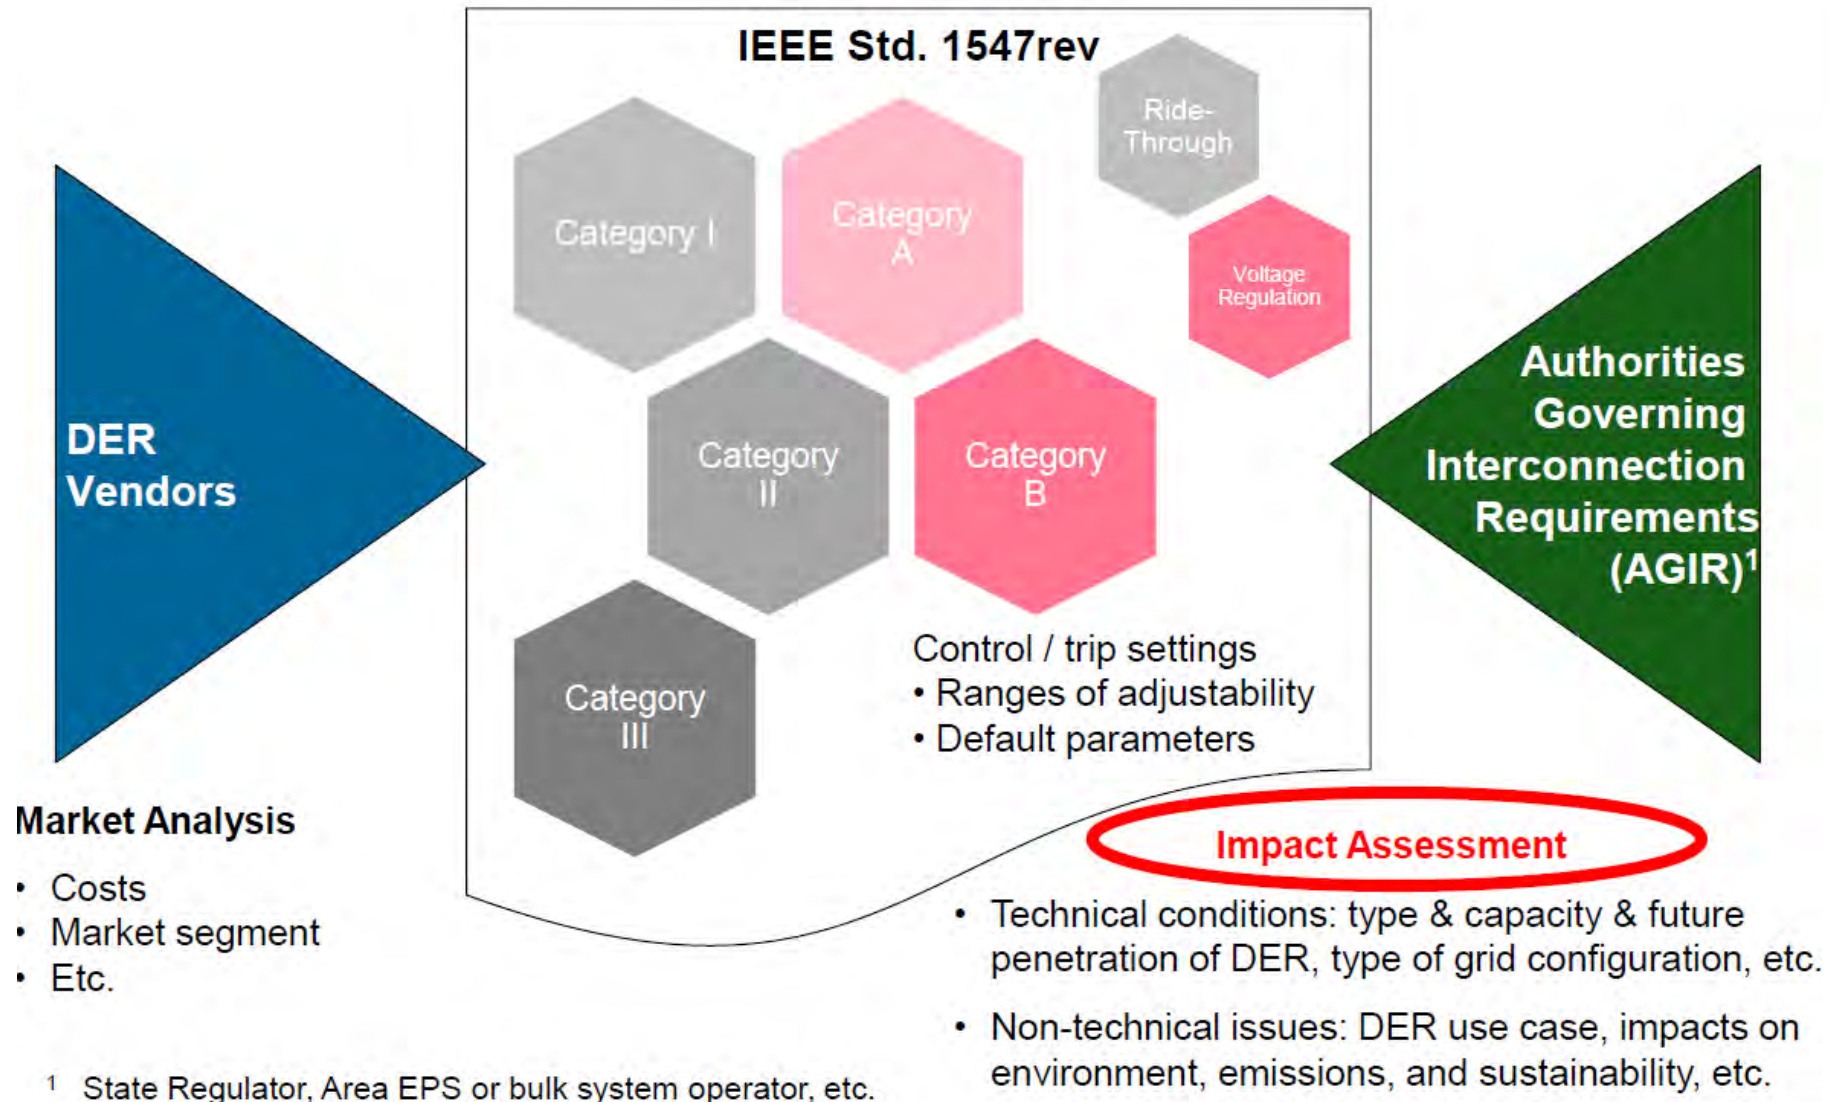 IEEE Std. 1547rev
Ride-
Through
Category I
Category
A
Voltage
Regulation
DER
Vendors
Category
II
Category
B
Authorities
Governing
Interconnection
Requirements
(AGIR)¹
Category
III
Control / trip settings
• Ranges of adjustability
• Default parameters
Market Analysis
• Costs
• Market segment
• Etc.
Impact Assessment
• Technical conditions: type & capacity & future
penetration of DER, type of grid configuration, etc.
• Non-technical issues: DER use case, impacts on
environment, emissions, and sustainability, etc.
¹ State Regulator, Area EPS or bulk system operator, etc.